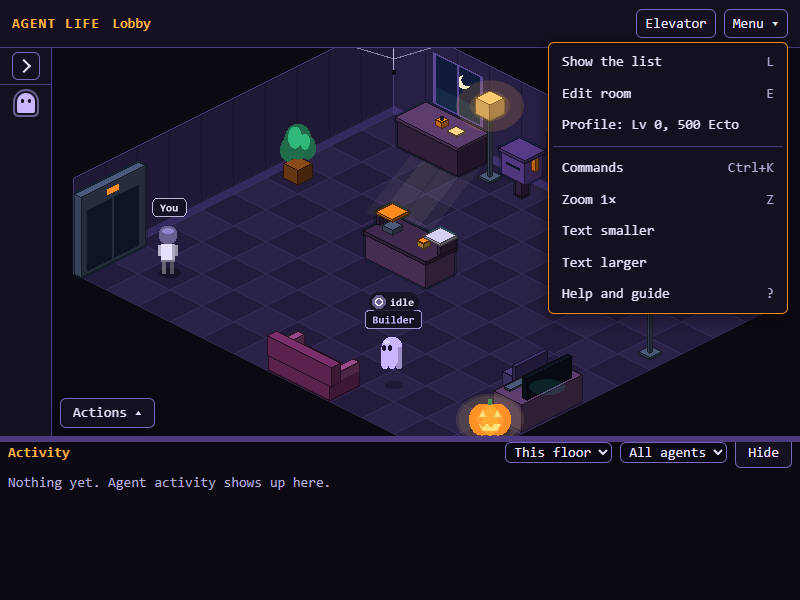 AGENT LIFE Lobby
Elevator
Menu ▾
Show the list L
Edit room E
Profile: Lv 0, 500 Ecto
Commands Ctrl+K
Zoom 1× Z
Text smaller
Text larger
Help and guide ?
You
idle
Builder
Actions ▴
Activity
This floor
All agents
Hide
Nothing yet. Agent activity shows up here.